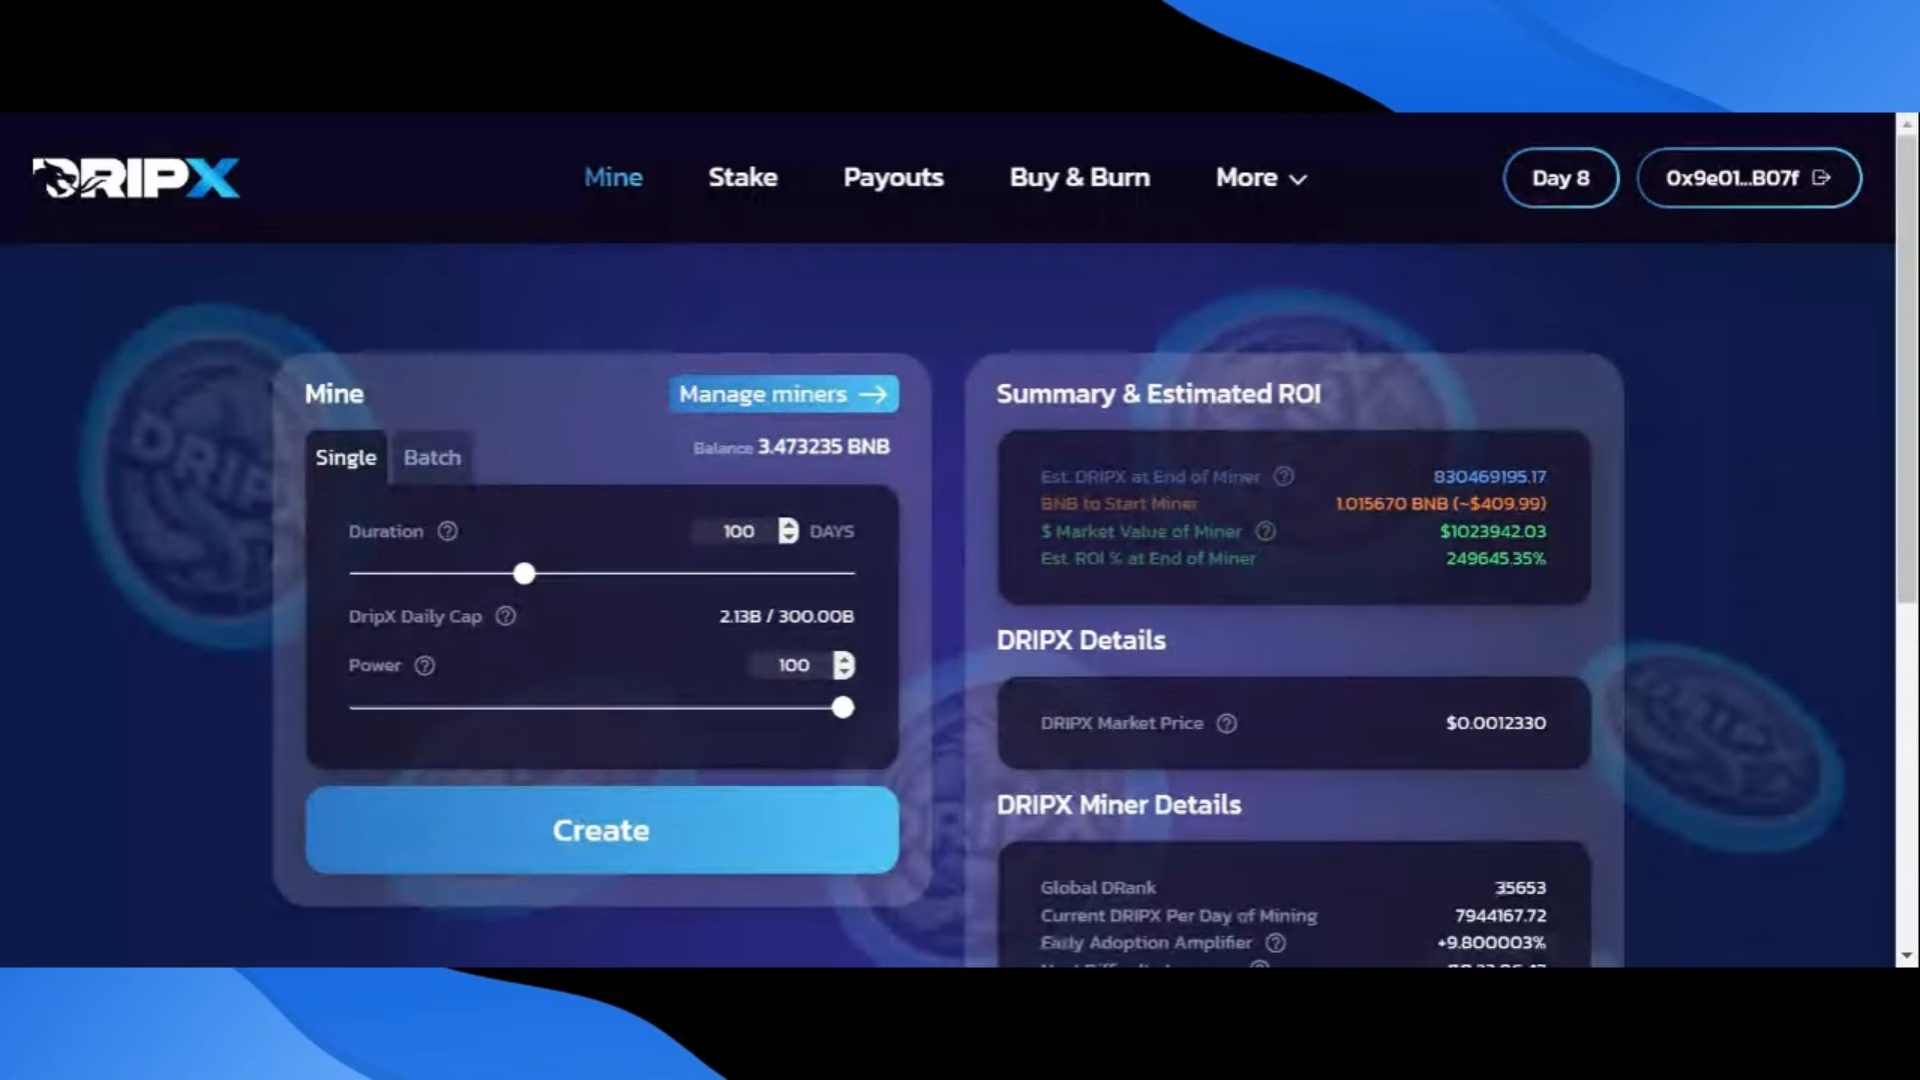 DRIPX
Mine
Stake
Payouts
Buy & Burn
More
Day 8
0x9e01...B07f
Mine
Manage miners
Single
Batch
Balance 3.473235 BNB
Duration
100 DAYS
DripX Daily Cap
2.13B / 300.00B
Power
100
Create
Summary & Estimated ROI
Est. DRIPX at End of Miner 830469195.17
BNB to Start Miner 1.015670 BNB (~$409.99)
$ Market Value of Miner $1023942.03
Est. ROI % at End of Miner 249645.35%
DRIPX Details
DRIPX Market Price $0.0012330
DRIPX Miner Details
Global DRank 35653
Current DRIPX Per Day of Mining 7944167.72
Early Adoption Amplifier +9.800003%